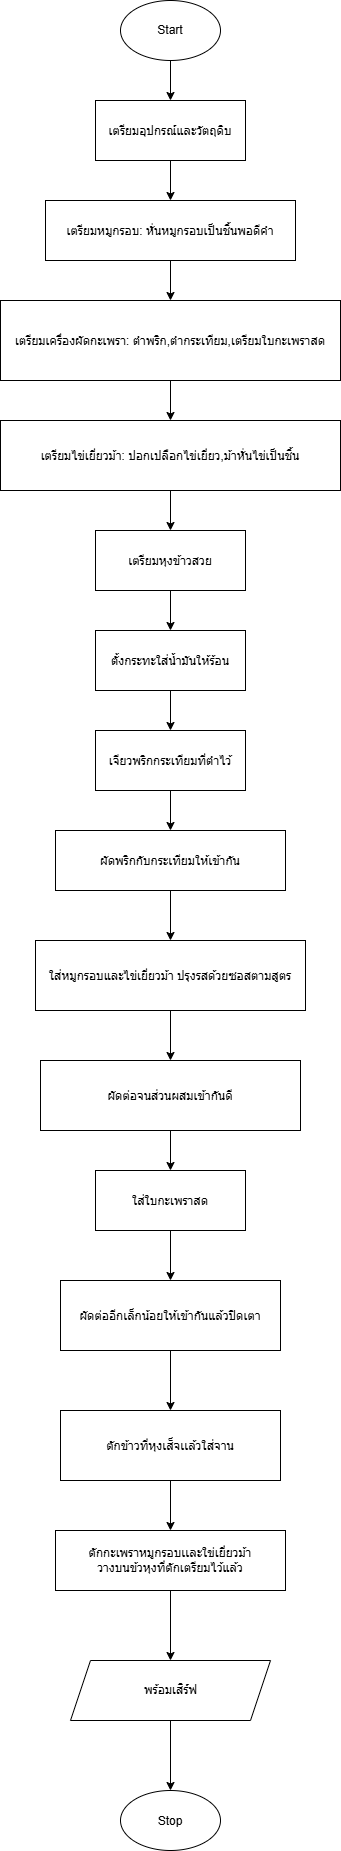 Start
เตรียมอุปกรณ์และวัตถุดิบ
เตรียมหมูกรอบ: หั่นหมูกรอบเป็นชิ้นพอดีคำ
เตรียมเครื่องผัดกะเพรา: ตำพริก,ตำกระเทียม,เตรียมใบกะเพราสด
เตรียมไข่เยี่ยวม้า: ปอกเปลือกไข่เยี่ยว,ม้าหั่นไข่เป็นชิ้น
เตรียมหุงข้าวสวย
ตั้งกระทะใส่น้ำมันให้ร้อน
เจียวพริกกระเทียมที่ตำไว้
ผัดพริกกับกระเทียมให้เข้ากัน
ใส่หมูกรอบและไข่เยี่ยวม้า ปรุงรสด้วยซอสตามสูตร
ผัดต่อจนส่วนผสมเข้ากันดี
ใส่ใบกะเพราสด
ผัดต่ออีกเล็กน้อยให้เข้ากันแล้วปิดเตา
ตักข้าวที่หุงเส็จแล้วใส่จาน
ตักกะเพราหมูกรอบและใข่เยี่ยวม้า
วางบนข้วหุงที่ตักเตรียมไว้แล้ว
พร้อมเสิร์ฟ
Stop